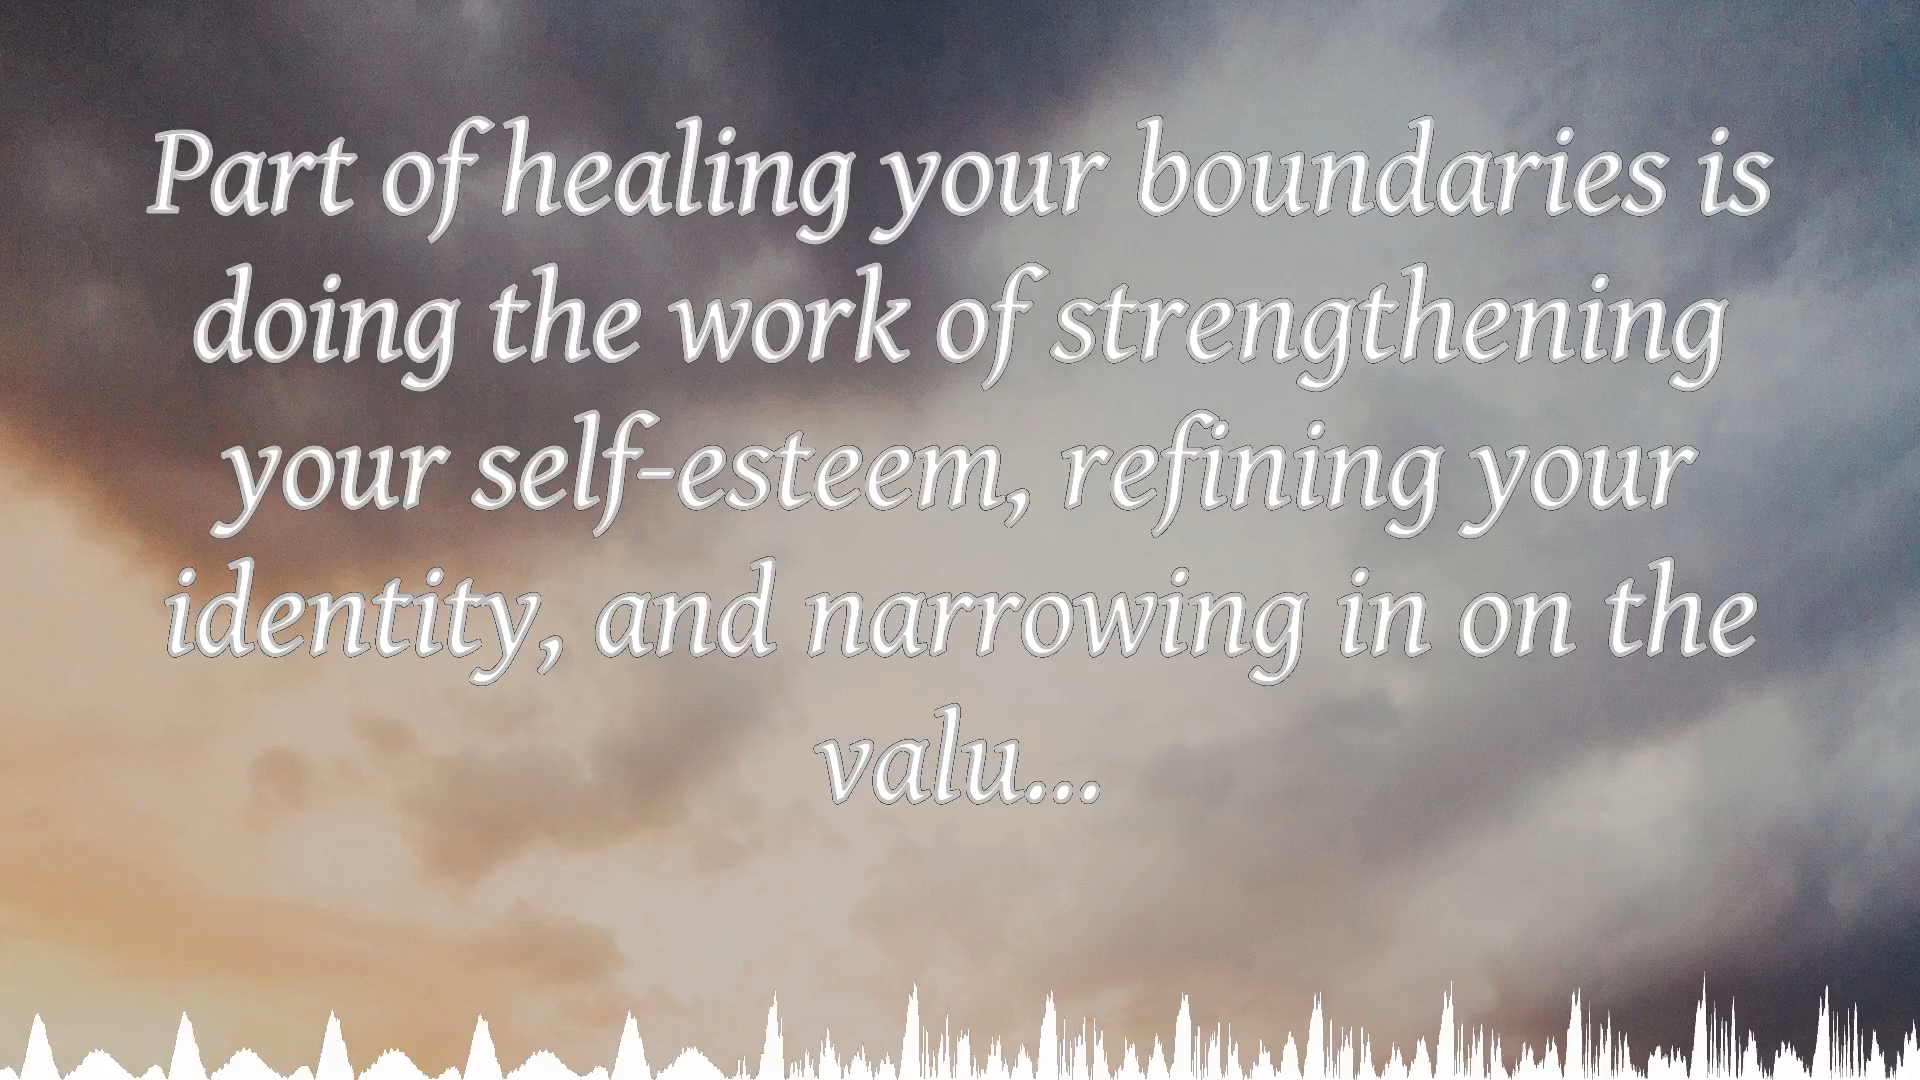 Part of healing your boundaries is
doing the work of strengthening
your self-esteem, refining your
identity, and narrowing in on the
valu...